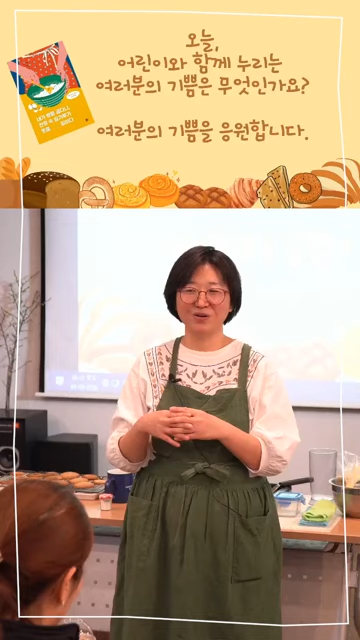 오늘,
어린이와 함께 누리는
여러분의 기쁨은 무엇인가요?
여러분의 기쁨을 응원합니다.